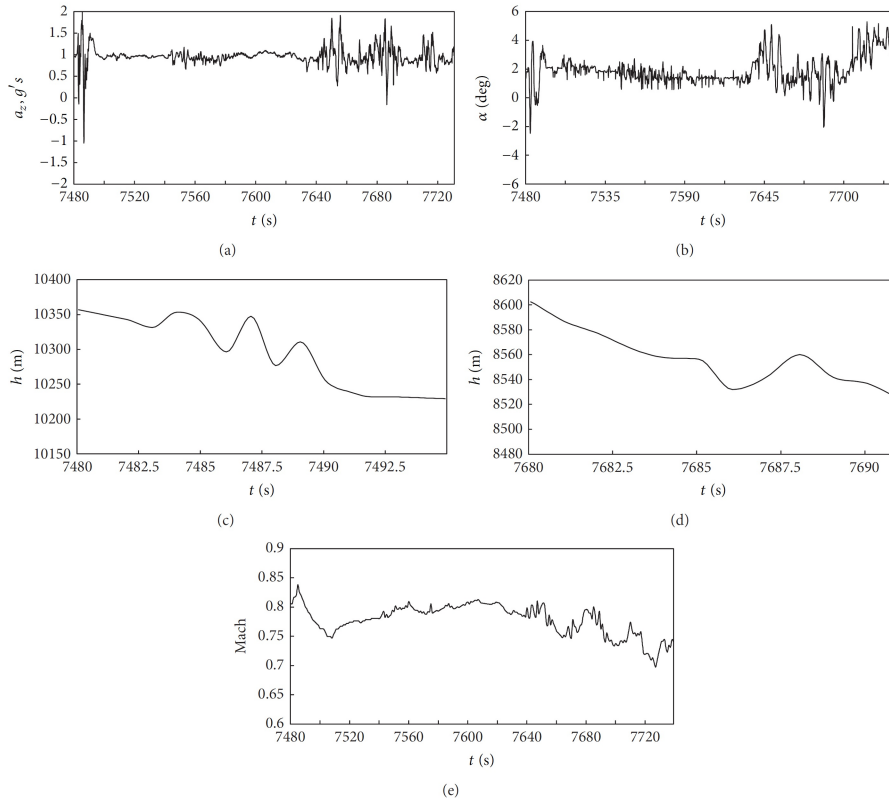 2
1.5
1
0.5
0
−0.5
−1
−1.5
−2
a_z, g′s
7480 7520 7560 7600 7640 7680 7720
t (s)
(a)
6
4
2
0
−2
−4
−6
α (deg)
7480 7535 7590 7645 7700
t (s)
(b)
10400
10350
10300
10250
10200
10150
h (m)
7480 7482.5 7485 7487.5 7490 7492.5
t (s)
(c)
8620
8600
8580
8560
8540
8520
8500
8480
h (m)
7680 7682.5 7685 7687.5 7690
t (s)
(d)
0.9
0.85
0.8
0.75
0.7
0.65
0.6
Mach
7480 7520 7560 7600 7640 7680 7720
t (s)
(e)